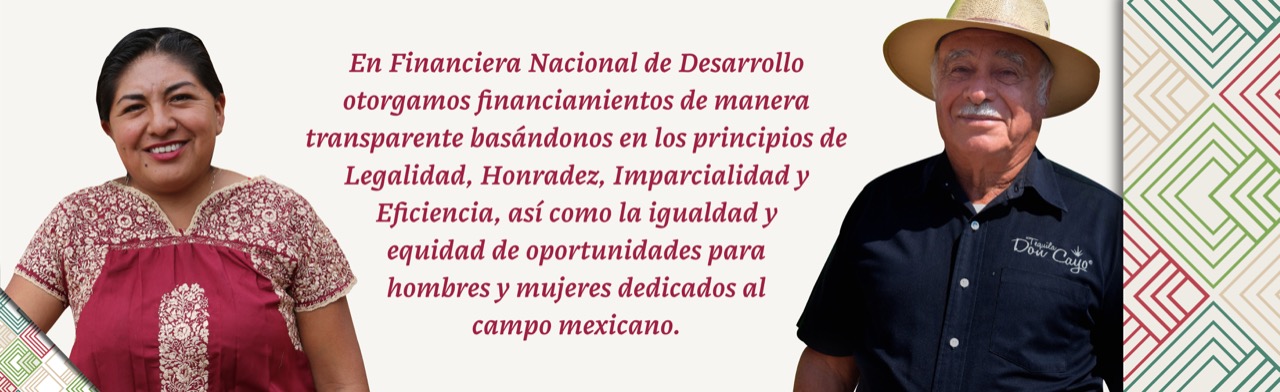 En Financiera Nacional de Desarrollo
otorgamos financiamientos de manera
transparente basándonos en los principios de
Legalidad, Honradez, Imparcialidad y
Eficiencia, así como la igualdad y
equidad de oportunidades para
hombres y mujeres dedicados al
campo mexicano.
Tequila
Don Cayo®